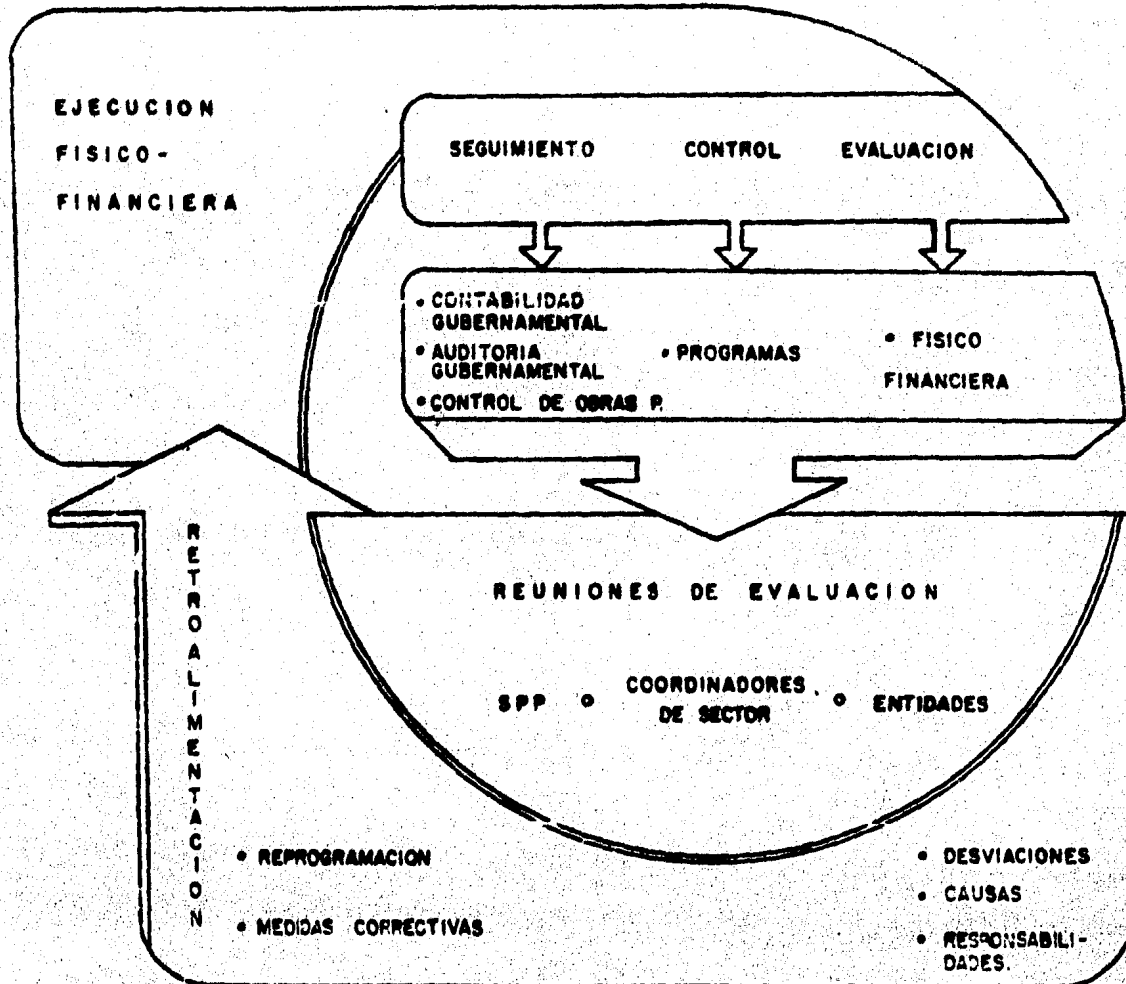 EJECUCION
FISICO-
FINANCIERA
SEGUIMIENTO CONTROL EVALUACION
• CONTABILIDAD
GUBERNAMENTAL
• AUDITORIA
GUBERNAMENTAL
• CONTROL DE OBRAS P.
• PROGRAMAS
• FISICO
FINANCIERA
REUNIONES DE EVALUACION
SPP o COORDINADORES o ENTIDADES
DE SECTOR
RETROALIMENTACION
• REPROGRAMACION
• MEDIDAS CORRECTIVAS
• DESVIACIONES
• CAUSAS
• RESPONSABILI-
DADES.